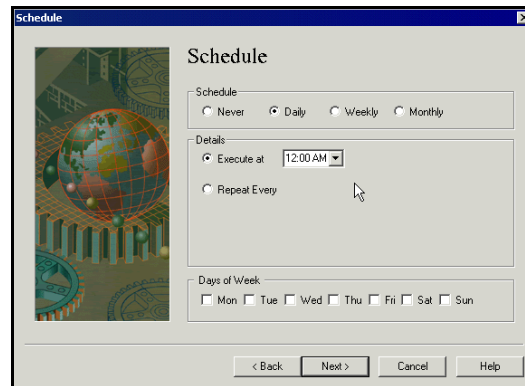 Schedule
Schedule
Schedule
Never Daily Weekly Monthly
Details
Execute at 12:00 AM
Repeat Every
Days of Week
Mon Tue Wed Thu Fri Sat Sun
< Back Next > Cancel Help